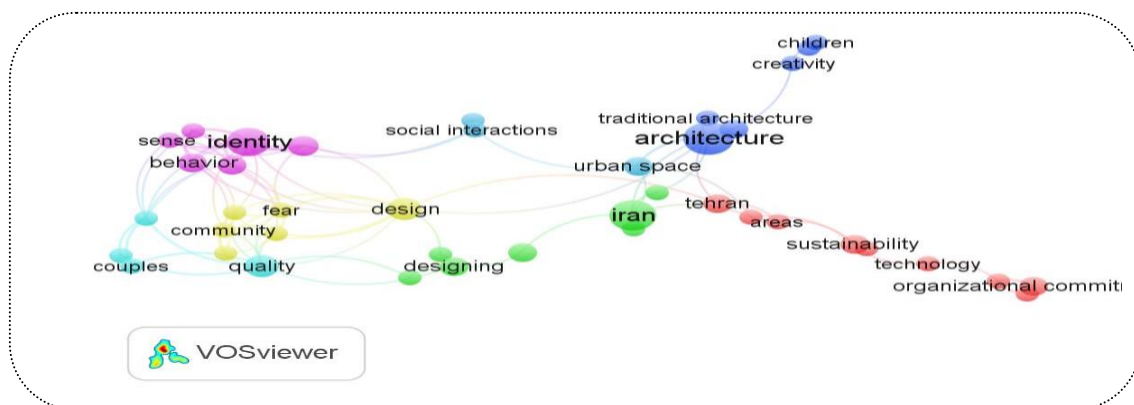 children
creativity
traditional architecture
architecture
social interactions
sense identity
behavior
urban space
tehran
fear
design
iran
areas
community
sustainability
couples
quality
designing
technology
organizational commit
VOSviewer